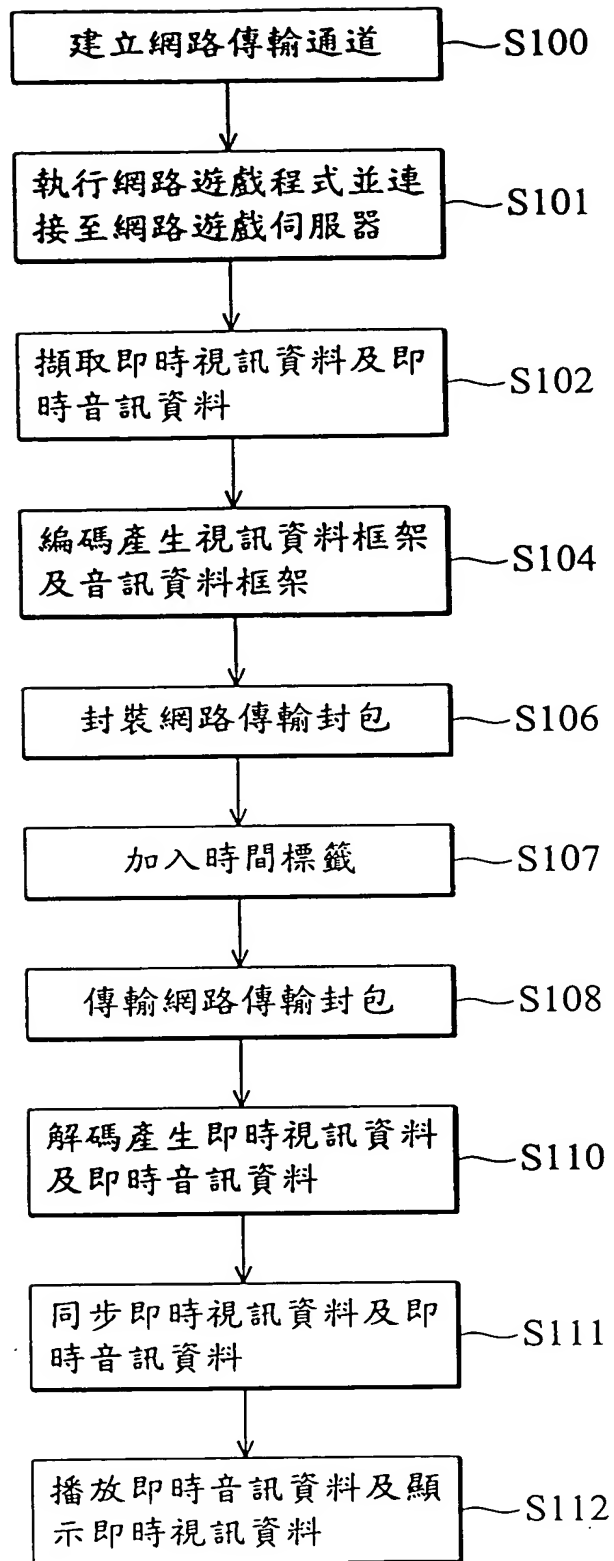 建立網路傳輸通道
S100
執行網路遊戲程式並連
接至網路遊戲伺服器
S101
擷取即時視訊資料及即
時音訊資料
S102
編碼產生視訊資料框架
及音訊資料框架
S104
封裝網路傳輸封包
S106
加入時間標籤
S107
傳輸網路傳輸封包
S108
解碼產生即時視訊資料
及即時音訊資料
S110
同步即時視訊資料及即
時音訊資料
S111
播放即時音訊資料及顯
示即時視訊資料
S112